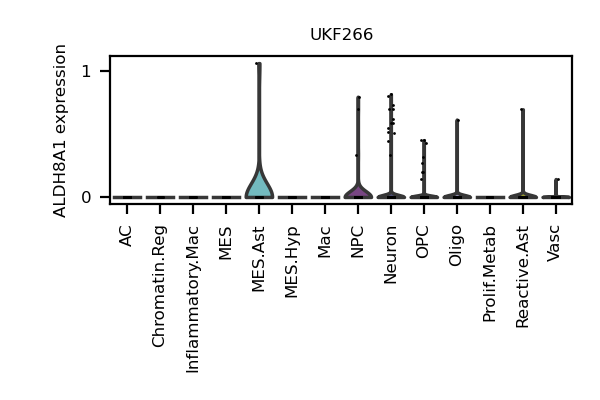 UKF266
ALDH8A1 expression
1
0
AC
Chromatin.Reg
Inflammatory.Mac
MES
MES.Ast
MES.Hyp
Mac
NPC
Neuron
OPC
Oligo
Prolif.Metab
Reactive.Ast
Vasc